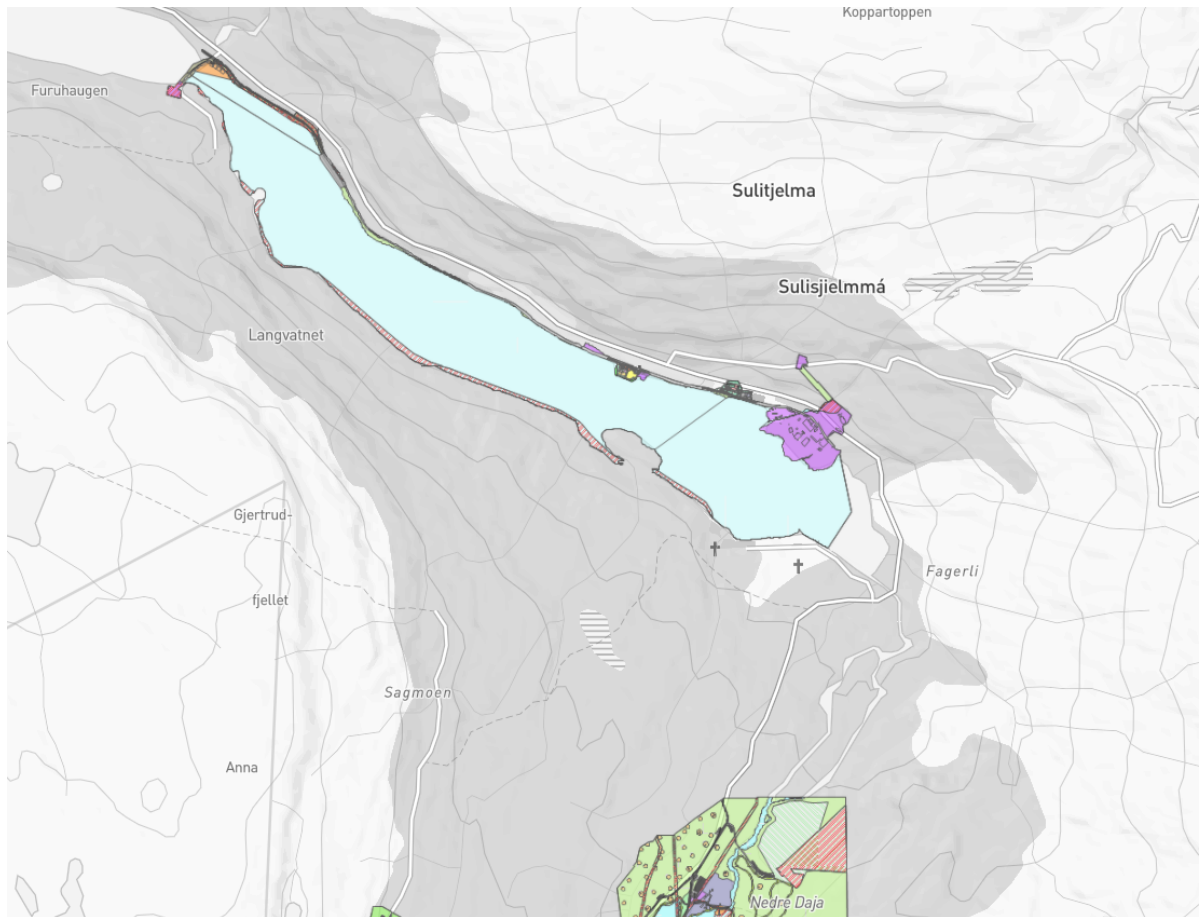 Koppartoppen
Furuhaugen
Sulitjelma
Sulisjielmmá
Langvatnet
Gjertrud-
fjellet
Fagerli
Sagmoen
Anna
Nedre Daja